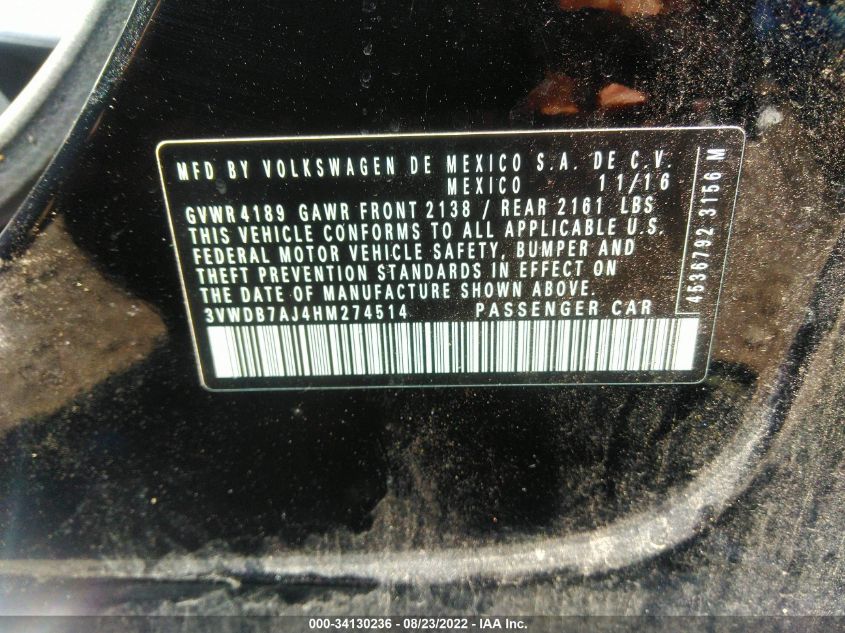 MFD BY VOLKSWAGEN DE MEXICO S.A. DE C.V.
MEXICO 11/16
GVWR 4189 GAWR FRONT 2138 / REAR 2161 LBS
THIS VEHICLE CONFORMS TO ALL APPLICABLE U.S.
FEDERAL MOTOR VEHICLE SAFETY, BUMPER AND
THEFT PREVENTION STANDARDS IN EFFECT ON
THE DATE OF MANUFACTURE SHOWN ABOVE.
3VWDB7AJ4HM274514 PASSENGER CAR
4536792 3156 M
000-34130236 - 08/23/2022 - IAA Inc.